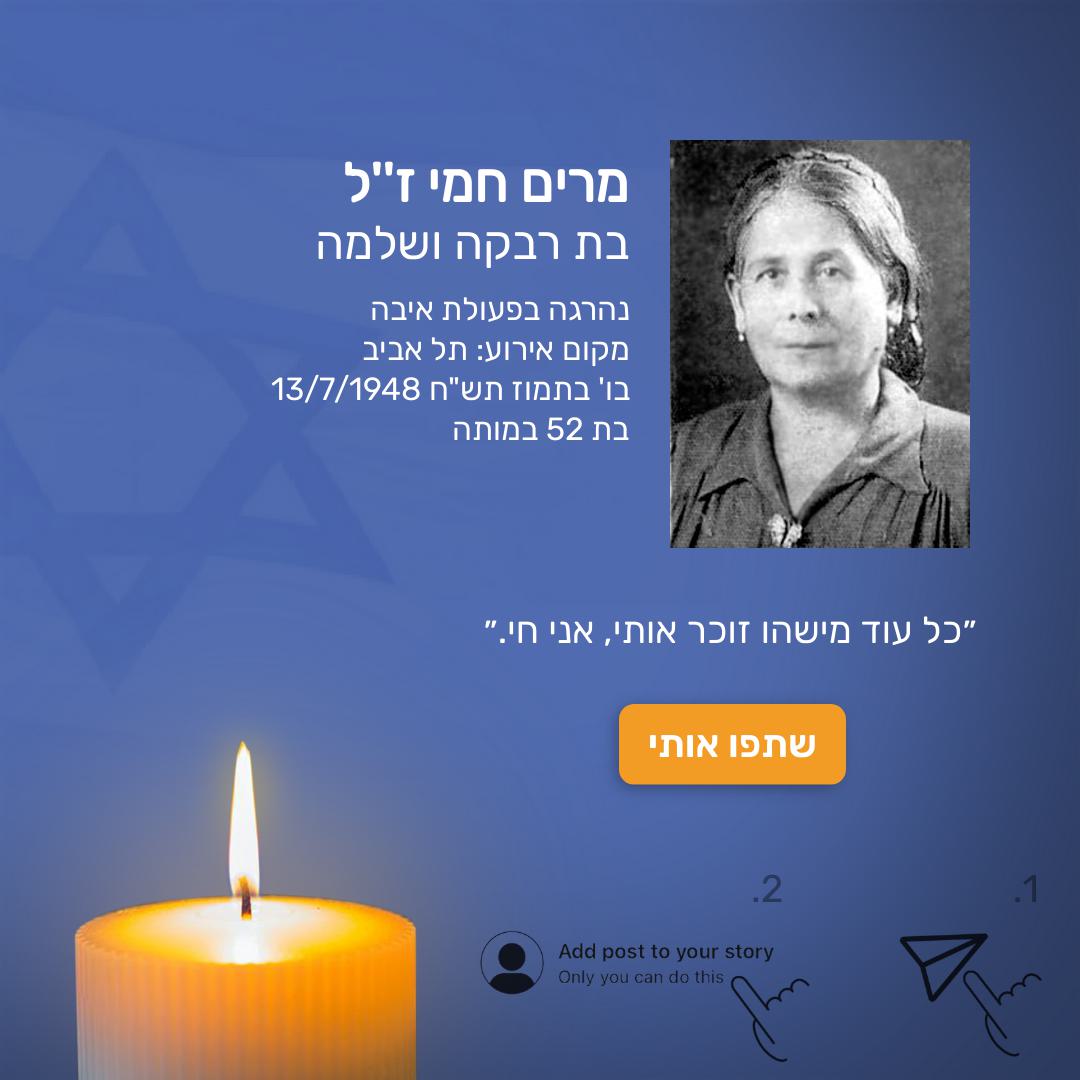 מרים חמי ז"ל
בת רבקה ושלמה
נהרגה בפעולת איבה
מקום אירוע: תל אביב
בו' בתמוז תש"ח 13/7/1948
בת 52 במותה
״כל עוד מישהו זוכר אותי, אני חי.״
שתפו אותי
1.
2.
Add post to your story
Only you can do this